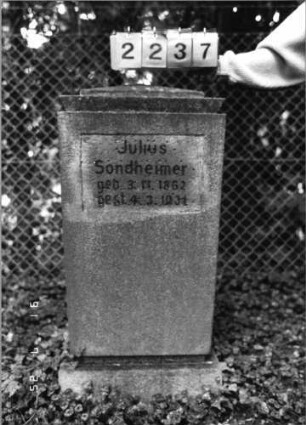 2237
Julius
Sondheimer
geb. 3. 11. 1862
gest. 4. 3. 1931